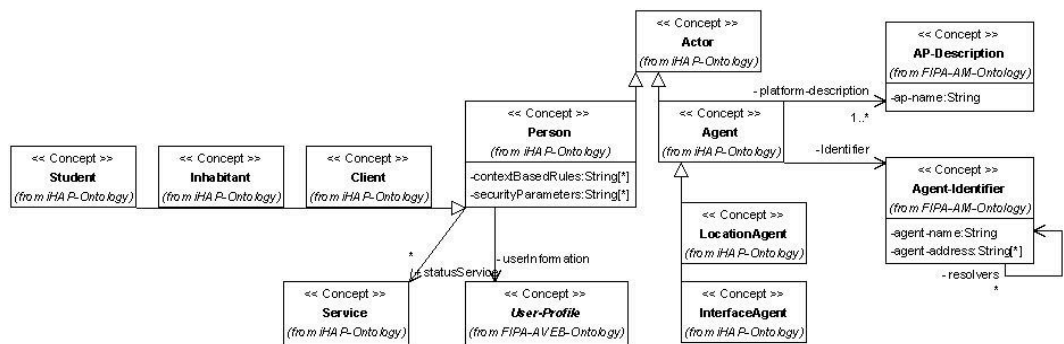 << Concept >>
Actor
(from iHAP-Ontology)
<< Concept >>
AP-Description
(from FIPA-AM-Ontology)
-ap-name:String
- platform-description
1..*
<< Concept >>
Person
(from iHAP-Ontology)
-contextBasedRules:String[*]
-securityParameters:String[*]
<< Concept >>
Agent
(from iHAP-Ontology)
-Identifier
<< Concept >>
Student
(from iHAP-Ontology)
<< Concept >>
Inhabitant
(from iHAP-Ontology)
<< Concept >>
Client
(from iHAP-Ontology)
<< Concept >>
Agent-Identifier
(from FIPA-AM-Ontology)
-agent-name:String
-agent-address:String[*]
- resolvers
*
<< Concept >>
LocationAgent
(from iHAP-Ontology)
*
statusService
- userInformation
<< Concept >>
Service
(from iHAP-Ontology)
<< Concept >>
User-Profile
(from FIPA-AVEB-Ontology)
<< Concept >>
InterfaceAgent
(from iHAP-Ontology)